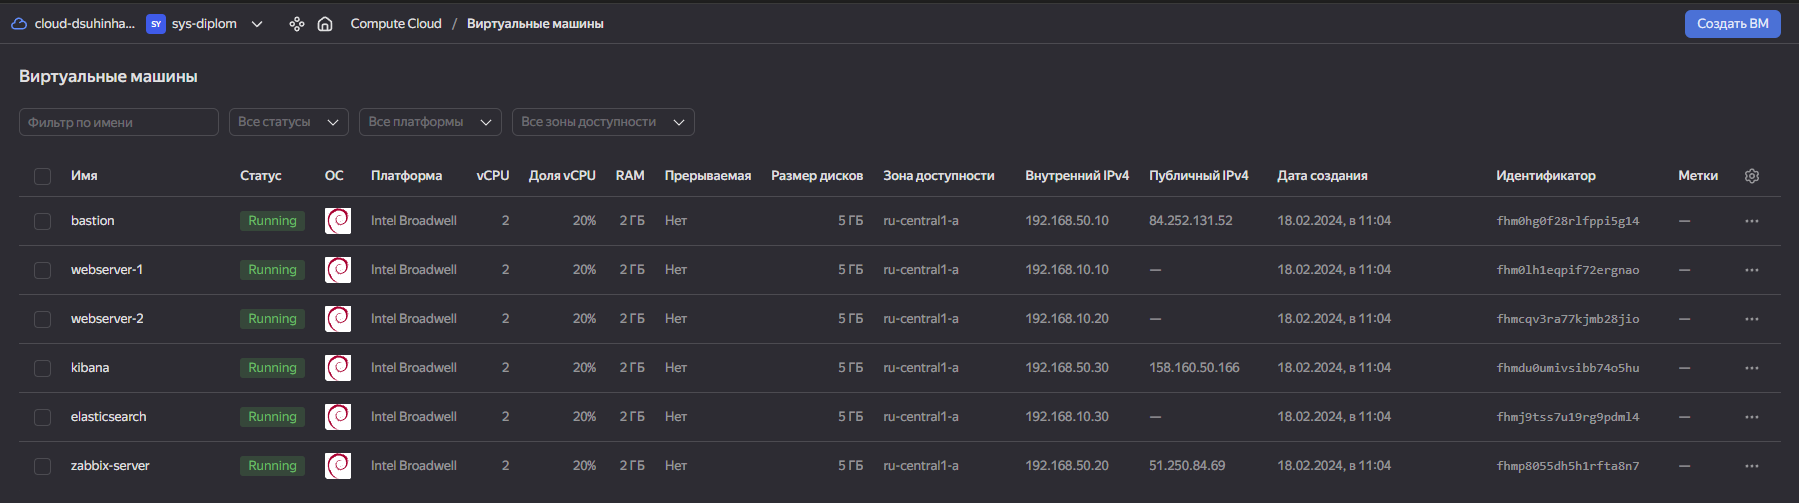 cloud-dsuhinha... SY sys-diplom Compute Cloud / Виртуальные машины Создать ВМ
Виртуальные машины
Фильтр по имени Все статусы Все платформы Все зоны доступности
Имя Статус ОС Платформа vCPU Доля vCPU RAM Прерываемая Размер дисков Зона доступности Внутренний IPv4 Публичный IPv4 Дата создания Идентификатор Метки
bastion Running Intel Broadwell 2 20% 2 ГБ Нет 5 ГБ ru-central1-a 192.168.50.10 84.252.131.52 18.02.2024, в 11:04 fhm0hg0f28rlfppi5g14 — ...
webserver-1 Running Intel Broadwell 2 20% 2 ГБ Нет 5 ГБ ru-central1-a 192.168.10.10 — 18.02.2024, в 11:04 fhm0lh1eqpif72ergnao — ...
webserver-2 Running Intel Broadwell 2 20% 2 ГБ Нет 5 ГБ ru-central1-a 192.168.10.20 — 18.02.2024, в 11:04 fhmcqv3ra77kjmb28jio — ...
kibana Running Intel Broadwell 2 20% 2 ГБ Нет 5 ГБ ru-central1-a 192.168.50.30 158.160.50.166 18.02.2024, в 11:04 fhmdu0umivsibb74o5hu — ...
elasticsearch Running Intel Broadwell 2 20% 2 ГБ Нет 5 ГБ ru-central1-a 192.168.10.30 — 18.02.2024, в 11:04 fhmj9tss7u19rg9pdml4 — ...
zabbix-server Running Intel Broadwell 2 20% 2 ГБ Нет 5 ГБ ru-central1-a 192.168.50.20 51.250.84.69 18.02.2024, в 11:04 fhmp8055dh5h1rfta8n7 — ...